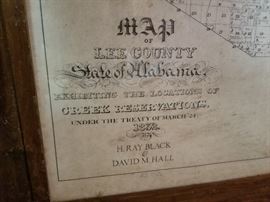 MAP
OF
LEE COUNTY
State of Alabama.
EXHIBITING THE LOCATIONS OF
CREEK RESERVATIONS,
UNDER THE TREATY OF MARCH 24,
1832.
BY
H. RAY BLACK
&
DAVID M. HALL